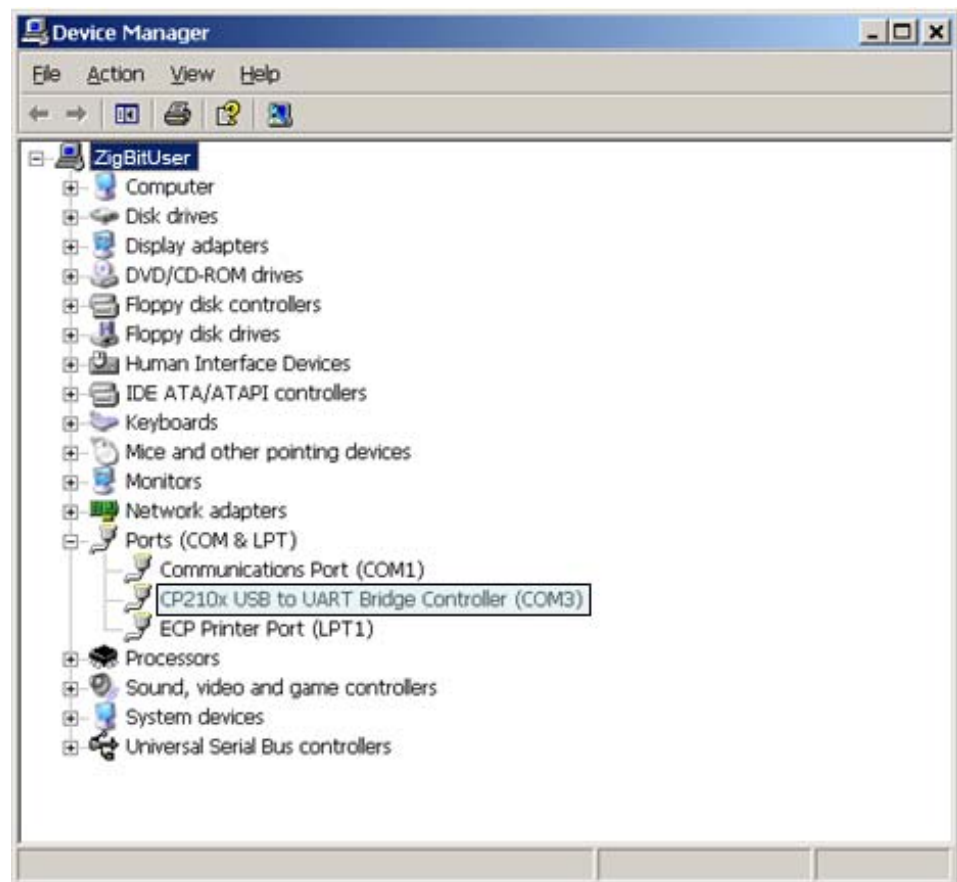 Device Manager
File Action View Help
ZigBitUser
Computer
Disk drives
Display adapters
DVD/CD-ROM drives
Floppy disk controllers
Floppy disk drives
Human Interface Devices
IDE ATA/ATAPI controllers
Keyboards
Mice and other pointing devices
Monitors
Network adapters
Ports (COM & LPT)
Communications Port (COM1)
CP210x USB to UART Bridge Controller (COM3)
ECP Printer Port (LPT1)
Processors
Sound, video and game controllers
System devices
Universal Serial Bus controllers